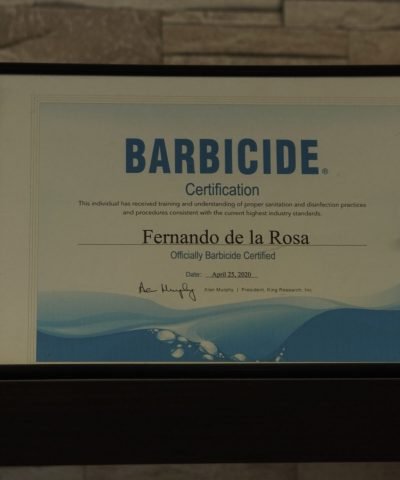 BARBICIDE®
Certification
This individual has received training and understanding of proper sanitation and disinfection practices
and procedures consistent with the current highest industry standards.
Fernando de la Rosa
Officially Barbicide Certified
Date: April 25, 2020
Alan Murphy | President, King Research, Inc.